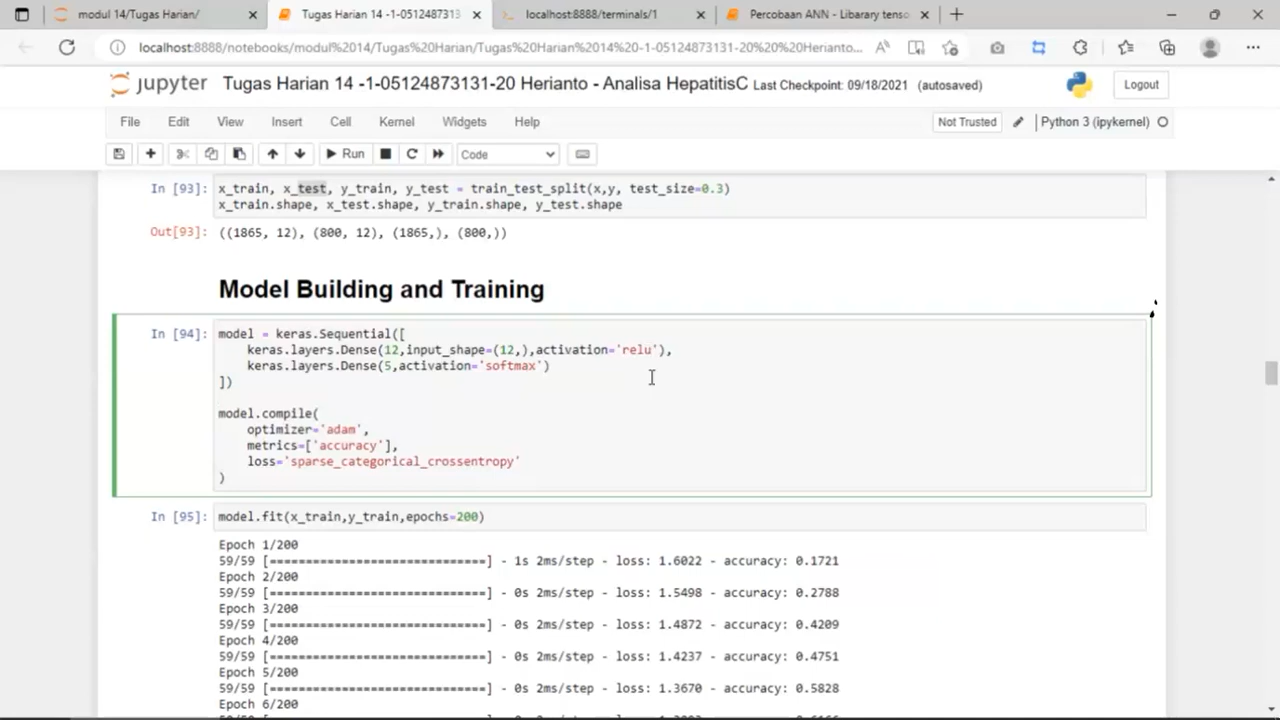 modul 14/Tugas Harian/
Tugas Harian 14 -1-0512487313
localhost:8888/terminals/1
Percobaan ANN - Libarary tenso
localhost:8888/notebooks/modul%2014/Tugas%20Harian/Tugas%20Harian%2014%20-1-05124873131-20%20%20Herianto...
jupyter Tugas Harian 14 -1-05124873131-20 Herianto - Analisa HepatitisC Last Checkpoint: 09/18/2021 (autosaved)
Logout
File Edit View Insert Cell Kernel Widgets Help
Not Trusted
Python 3 (ipykernel)
Run
Code
In [93]: x_train, x_test, y_train, y_test = train_test_split(x,y, test_size=0.3)
x_train.shape, x_test.shape, y_train.shape, y_test.shape
Out[93]: ((1865, 12), (800, 12), (1865,), (800,))
Model Building and Training
In [94]: model = keras.Sequential([
keras.layers.Dense(12,input_shape=(12,),activation='relu'),
keras.layers.Dense(5,activation='softmax')
])
model.compile(
optimizer='adam',
metrics=['accuracy'],
loss='sparse_categorical_crossentropy'
)
In [95]: model.fit(x_train,y_train,epochs=200)
Epoch 1/200
59/59 [==============================] - 1s 2ms/step - loss: 1.6022 - accuracy: 0.1721
Epoch 2/200
59/59 [==============================] - 0s 2ms/step - loss: 1.5498 - accuracy: 0.2788
Epoch 3/200
59/59 [==============================] - 0s 2ms/step - loss: 1.4872 - accuracy: 0.4209
Epoch 4/200
59/59 [==============================] - 0s 2ms/step - loss: 1.4237 - accuracy: 0.4751
Epoch 5/200
59/59 [==============================] - 0s 2ms/step - loss: 1.3670 - accuracy: 0.5828
Epoch 6/200